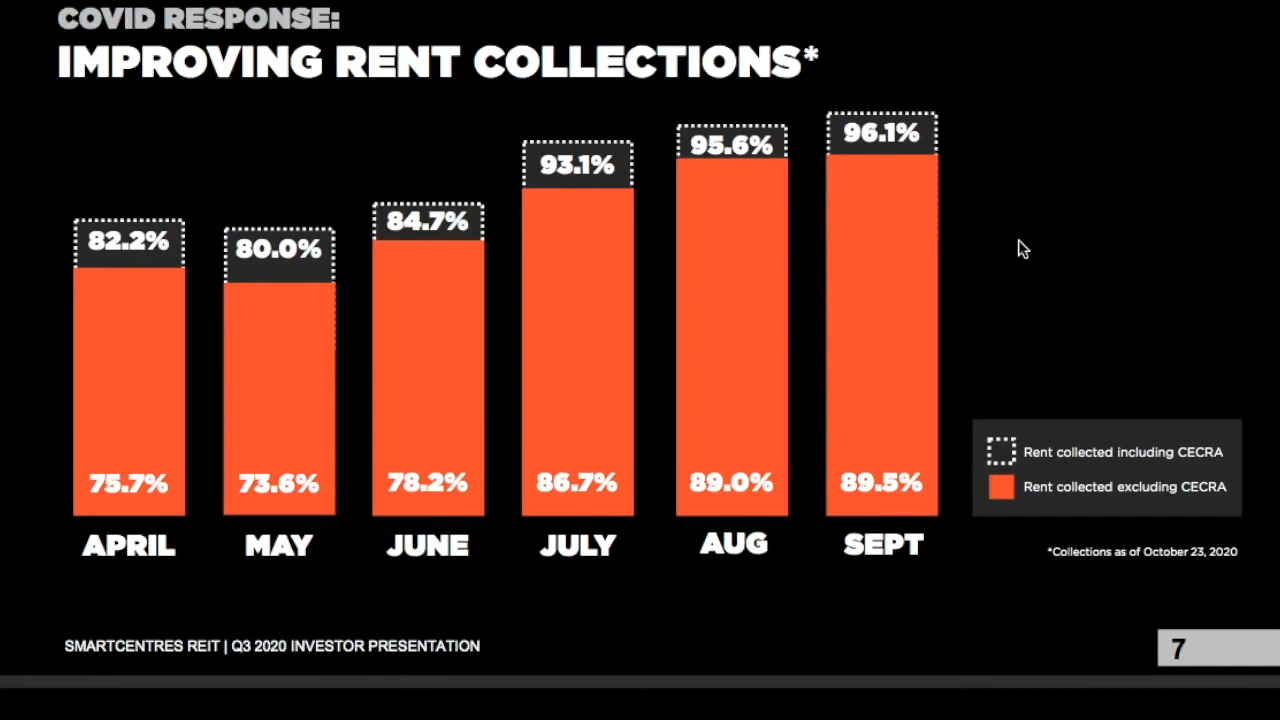 COVID RESPONSE:
IMPROVING RENT COLLECTIONS*
82.2%
80.0%
84.7%
93.1%
95.6%
96.1%
75.7%
73.6%
78.2%
86.7%
89.0%
89.5%
APRIL
MAY
JUNE
JULY
AUG
SEPT
Rent collected including CECRA
Rent collected excluding CECRA
*Collections as of October 23, 2020
SMARTCENTRES REIT | Q3 2020 INVESTOR PRESENTATION
7